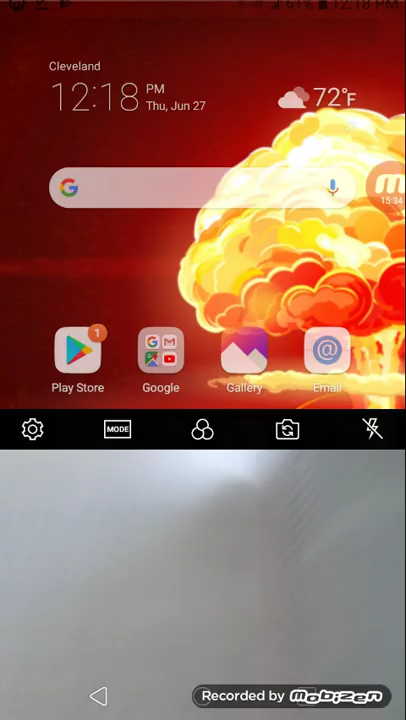 61% 12:18 PM
Cleveland
12:18 PM
Thu, Jun 27
72°F
15:34
1
Play Store
Google
Gallery
Email
MODE
Recorded by Mobizen